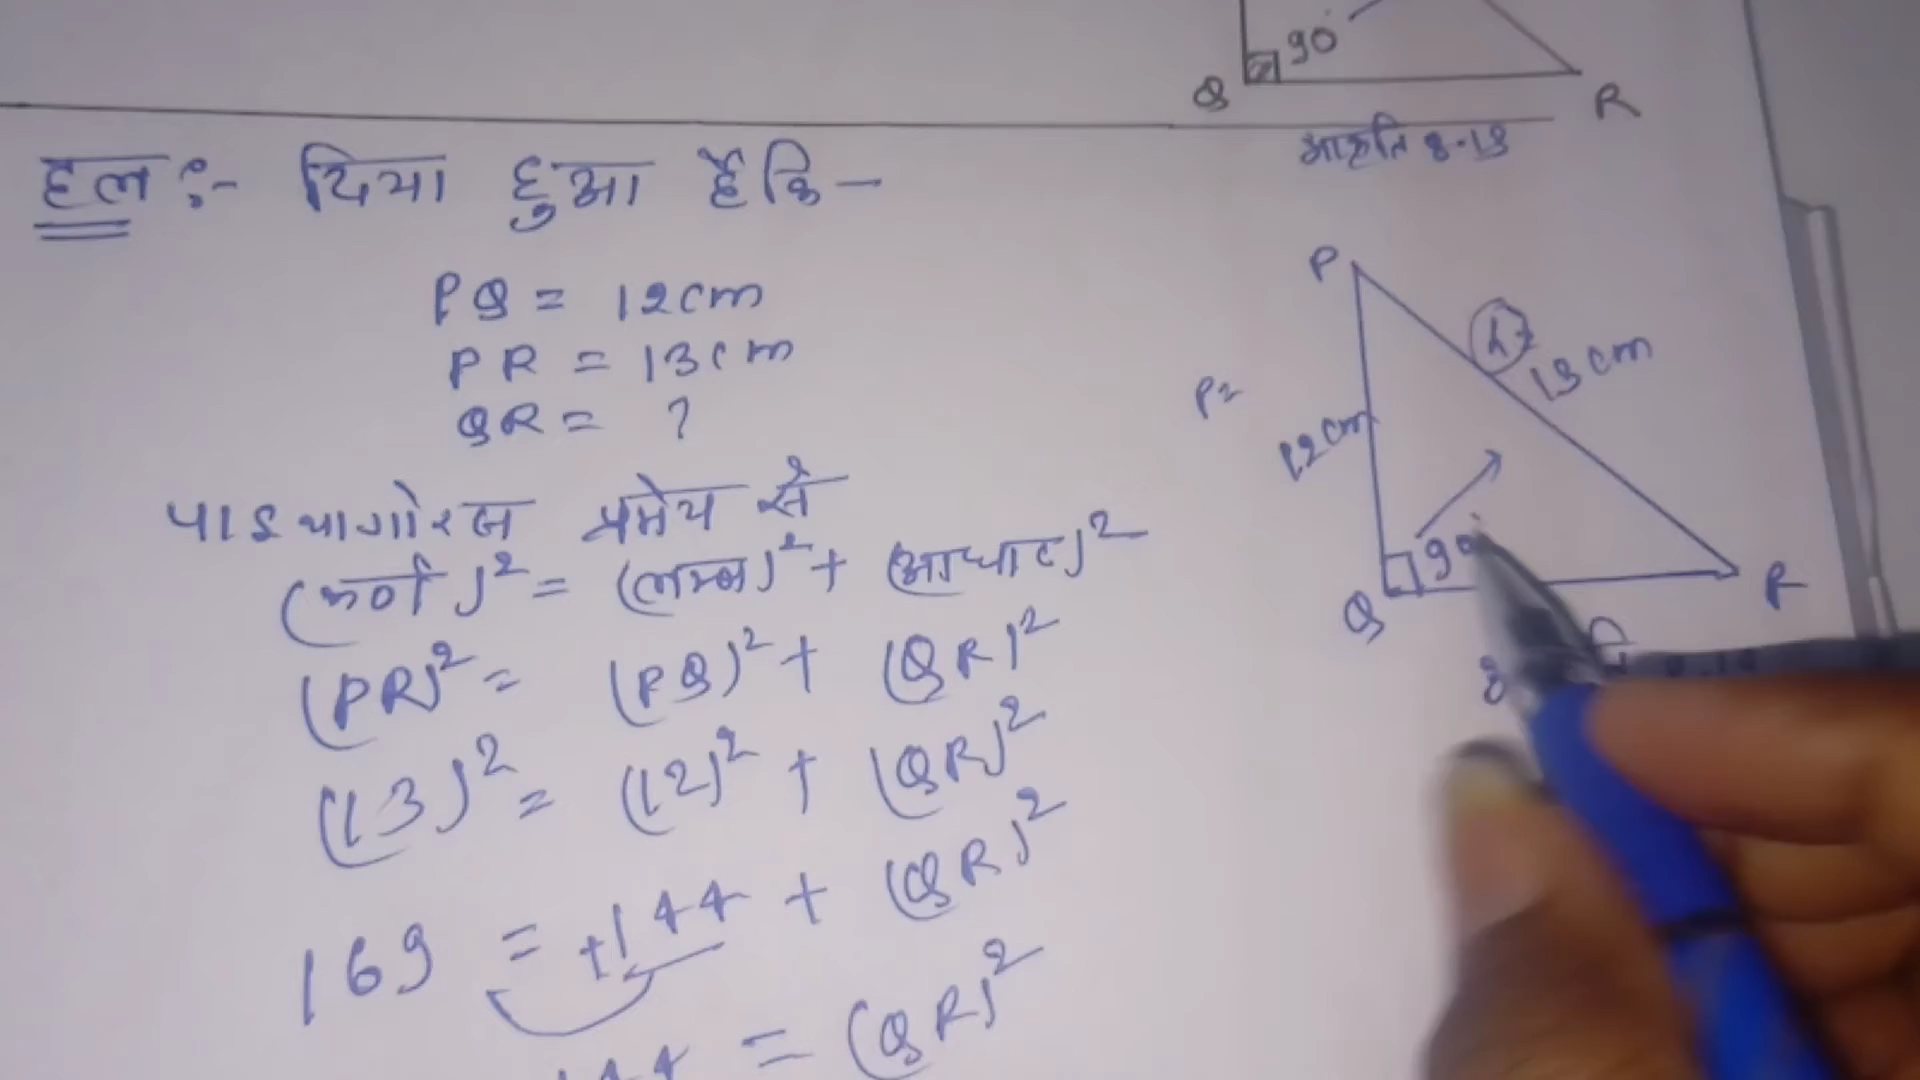 90°
Q
R
आकृति 8.13
हल :- दिया हुआ है कि -
PQ = 12cm
PR = 13cm
QR = ?
पाइथागोरस प्रमेय से
(कर्ण)² = (लम्ब)² + (आधार)²
(PR)² = (PQ)² + (QR)²
(13)² = (12)² + (QR)²
169 = +144 + (QR)²
= (QR)²
P
h
13cm
P=
12cm
90°
Q
R